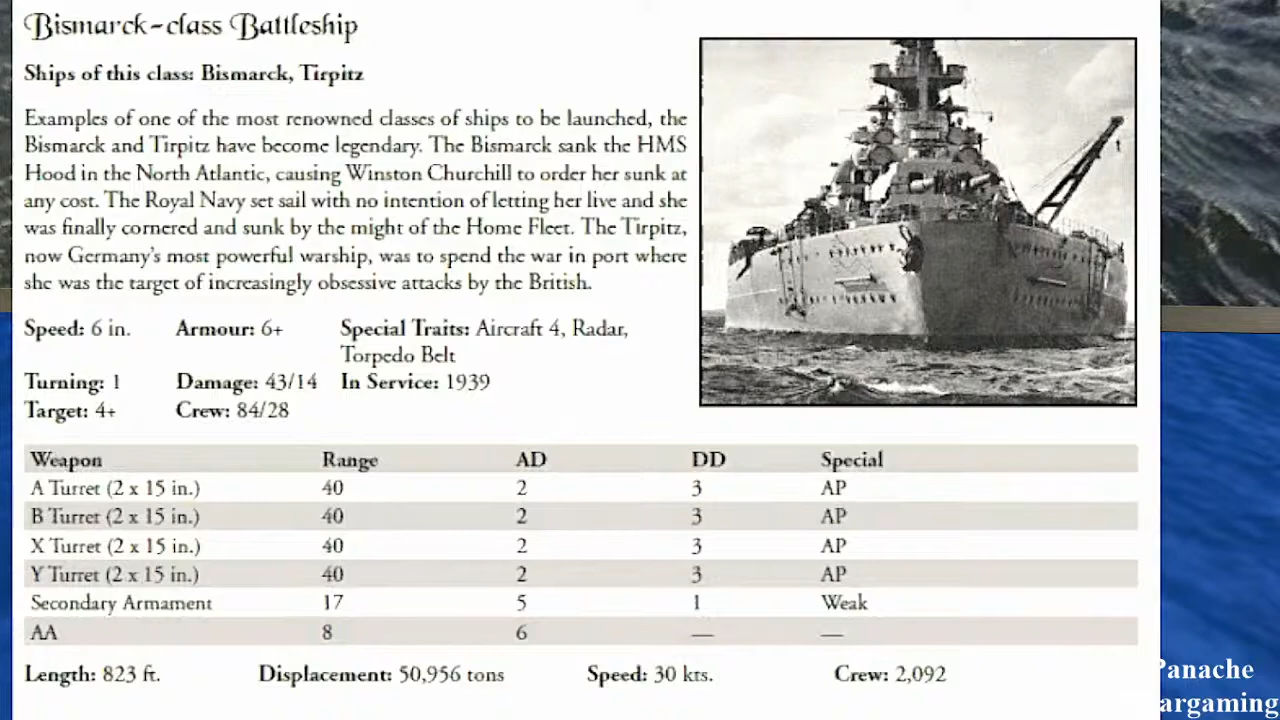 Bismarck-class Battleship
Ships of this class: Bismarck, Tirpitz
Examples of one of the most renowned classes of ships to be launched, the
Bismarck and Tirpitz have become legendary. The Bismarck sank the HMS
Hood in the North Atlantic, causing Winston Churchill to order her sunk at
any cost. The Royal Navy set sail with no intention of letting her live and she
was finally cornered and sunk by the might of the Home Fleet. The Tirpitz,
now Germany's most powerful warship, was to spend the war in port where
she was the target of increasingly obsessive attacks by the British.
Speed: 6 in. Armour: 6+ Special Traits: Aircraft 4, Radar,
Torpedo Belt
Turning: 1 Damage: 43/14 In Service: 1939
Target: 4+ Crew: 84/28
Weapon Range AD DD Special
A Turret (2 x 15 in.) 40 2 3 AP
B Turret (2 x 15 in.) 40 2 3 AP
X Turret (2 x 15 in.) 40 2 3 AP
Y Turret (2 x 15 in.) 40 2 3 AP
Secondary Armament 17 5 1 Weak
AA 8 6 — —
Length: 823 ft. Displacement: 50,956 tons Speed: 30 kts. Crew: 2,092
Panache
argaming